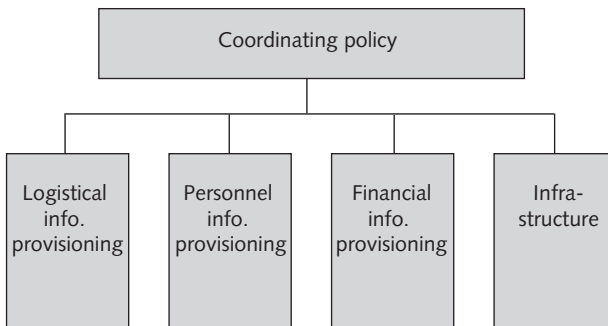 Coordinating policy
Logistical
info.
provisioning
Personnel
info.
provisioning
Financial
info.
provisioning
Infra-
structure